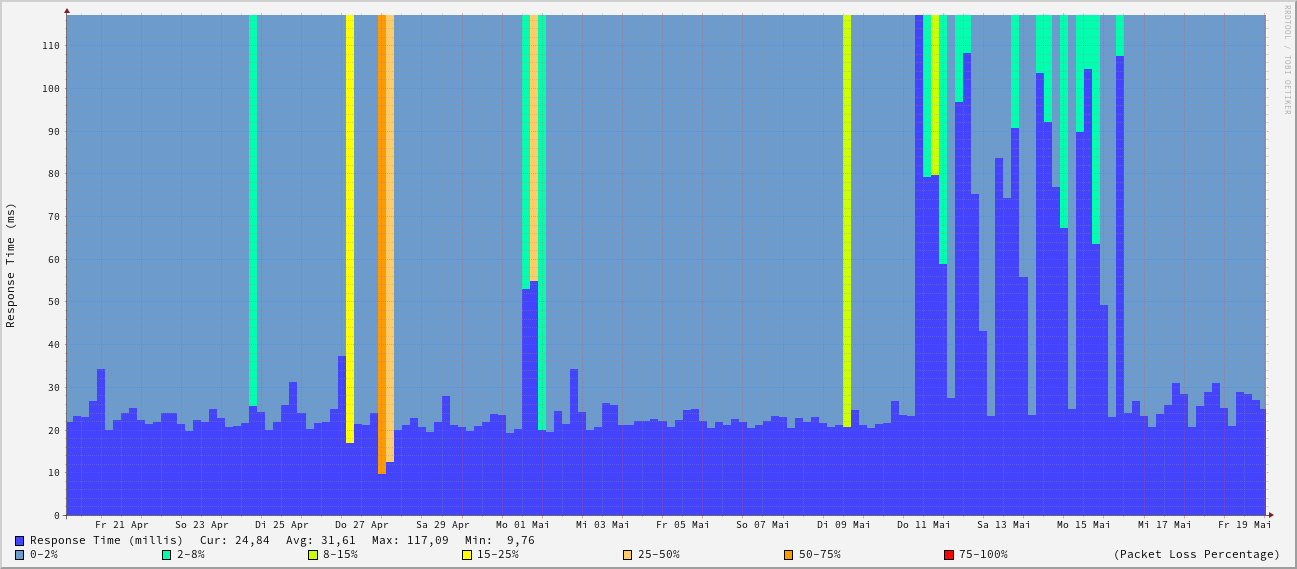 RRDTOOL / TOBI OETIKER
Response Time (ms)
110
100
90
80
70
60
50
40
30
20
10
0
Fr 21 Apr So 23 Apr Di 25 Apr Do 27 Apr Sa 29 Apr Mo 01 Mai Mi 03 Mai Fr 05 Mai So 07 Mai Di 09 Mai Do 11 Mai Sa 13 Mai Mo 15 Mai Mi 17 Mai Fr 19 Mai
Response Time (millis) Cur: 24,84 Avg: 31,61 Max: 117,09 Min: 9,76
0-2% 2-8% 8-15% 15-25% 25-50% 50-75% 75-100% (Packet Loss Percentage)